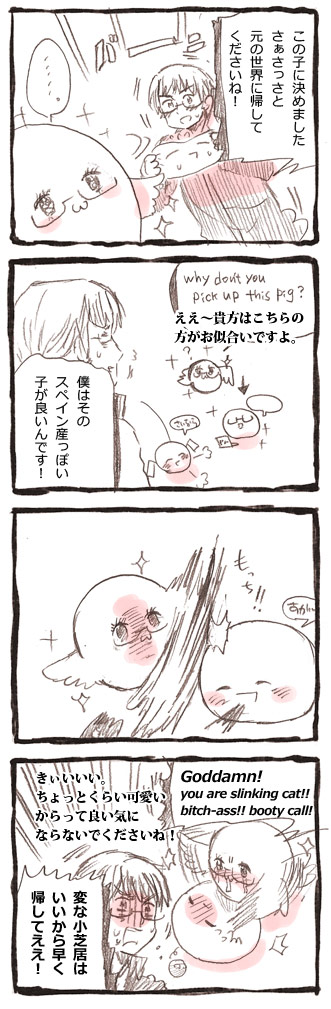 この子に決めました
さぁさっさと
元の世界に帰して
くださいね！
……。
why don't you
pick up this pig?
ええ～貴方はこちらの
方がお似合いですよ。
僕はその
スペイン産っぽい
子が良いんです！
もっち!!
Goddamn!
you are slinking cat!!
bitch-ass!! booty call!
きぃいいい。
ちょっとくらい可愛い
からって良い気に
ならないでくださいね！
変な小芝居は
いいから早く
帰してええ！